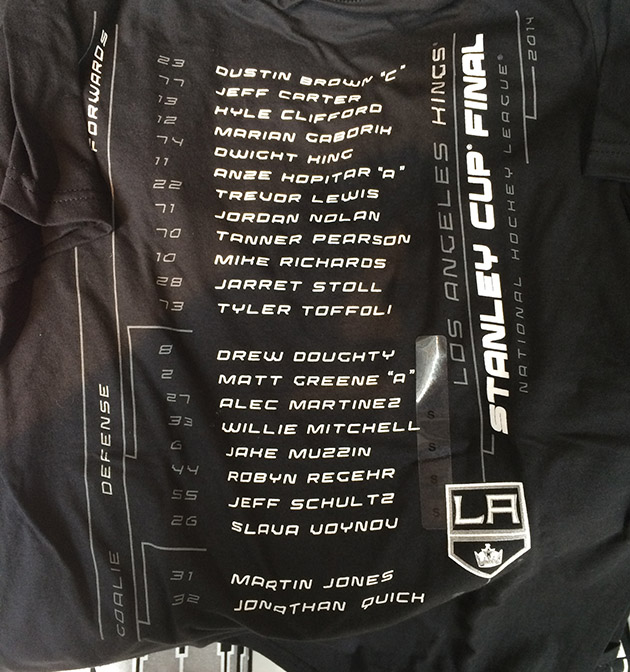 FORWARDS
23 DUSTIN BROWN "C"
77 JEFF CARTER
13 KYLE CLIFFORD
12 MARIAN GABORIK
74 DWIGHT KING
11 ANZE KOPITAR "A"
22 TREVOR LEWIS
71 JORDAN NOLAN
70 TANNER PEARSON
10 MIKE RICHARDS
28 JARRET STOLL
73 TYLER TOFFOLI
DEFENSE
8 DREW DOUGHTY
2 MATT GREENE "A"
27 ALEC MARTINEZ
33 WILLIE MITCHELL
6 JAKE MUZZIN
44 ROBYN REGEHR
55 JEFF SCHULTZ
26 SLAVA VOYNOV
GOALIE
31 MARTIN JONES
32 JONATHAN QUICK
LOS ANGELES KINGS®
STANLEY CUP® FINAL
NATIONAL HOCKEY LEAGUE®
2014
S
S
S
S
LA